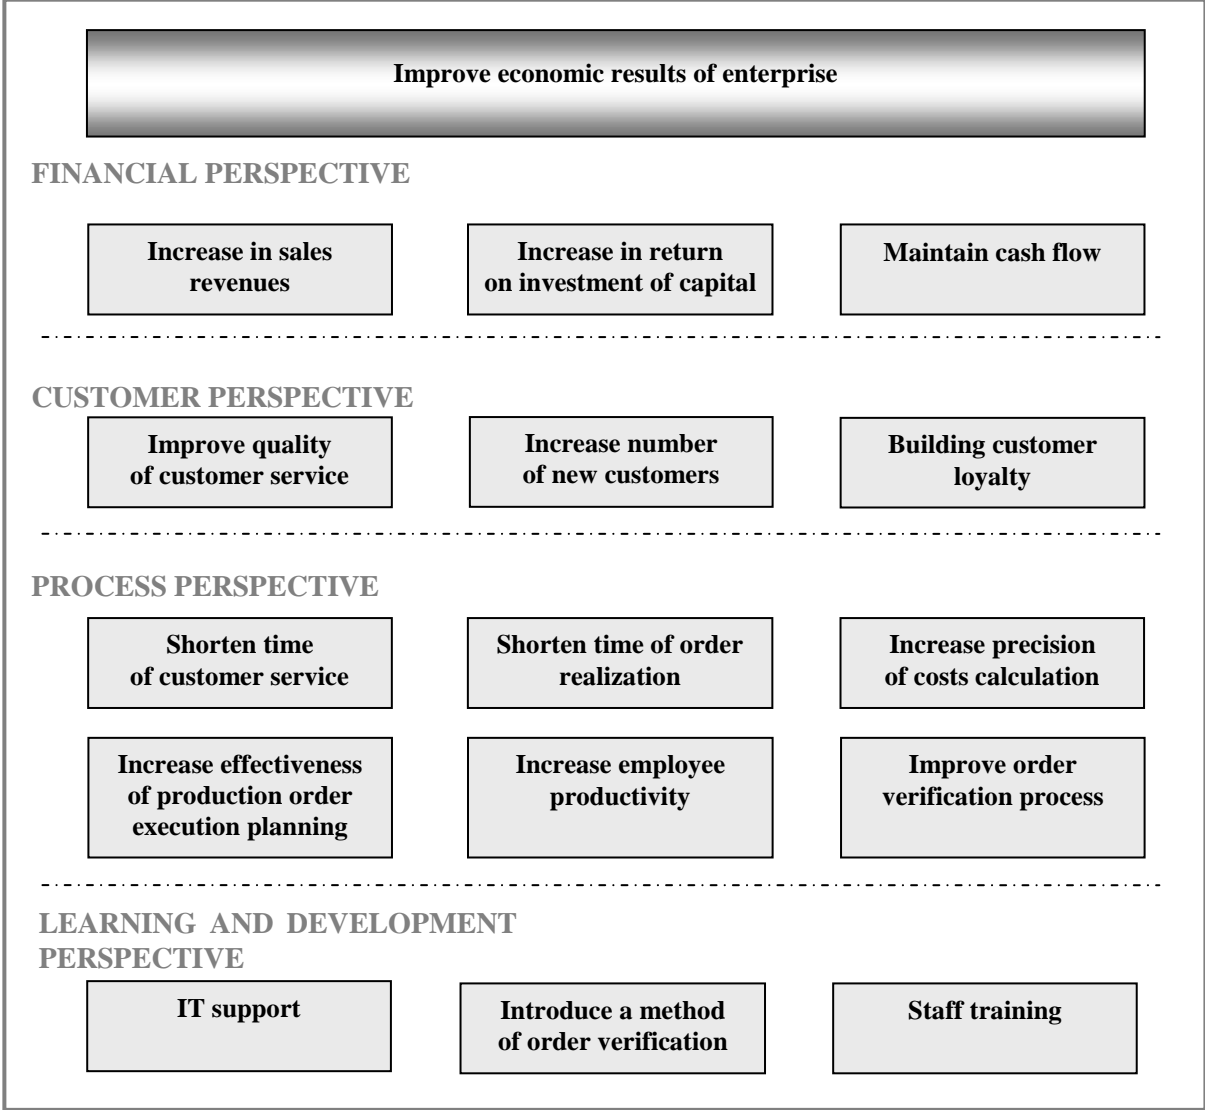 Improve economic results of enterprise
FINANCIAL PERSPECTIVE
Increase in sales
revenues
Increase in return
on investment of capital
Maintain cash flow
CUSTOMER PERSPECTIVE
Improve quality
of customer service
Increase number
of new customers
Building customer
loyalty
PROCESS PERSPECTIVE
Shorten time
of customer service
Shorten time of order
realization
Increase precision
of costs calculation
Increase effectiveness
of production order
execution planning
Increase employee
productivity
Improve order
verification process
LEARNING AND DEVELOPMENT
PERSPECTIVE
IT support
Introduce a method
of order verification
Staff training